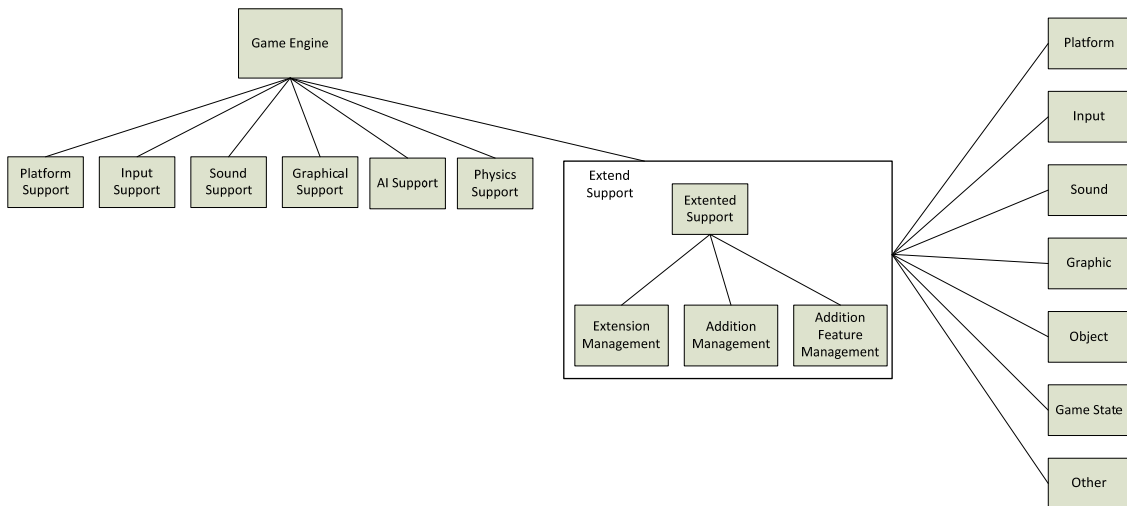 Game Engine
Platform
Support
Input
Support
Sound
Support
Graphical
Support
AI Support
Physics
Support
Extend
Support
Extented
Support
Extension
Management
Addition
Management
Addition
Feature
Management
Platform
Input
Sound
Graphic
Object
Game State
Other